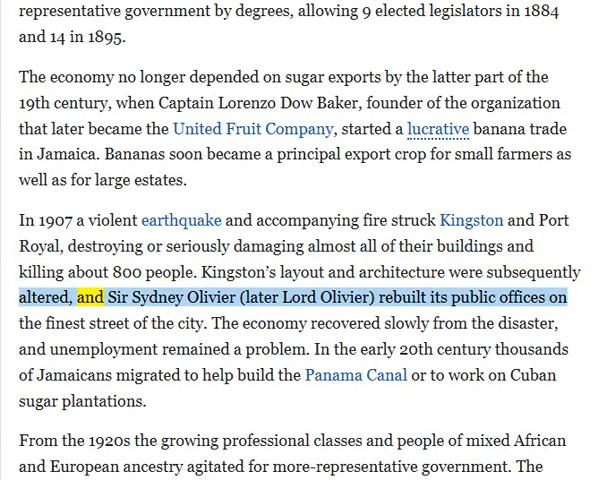 representative government by degrees, allowing 9 elected legislators in 1884
and 14 in 1895.
The economy no longer depended on sugar exports by the latter part of the
19th century, when Captain Lorenzo Dow Baker, founder of the organization
that later became the United Fruit Company, started a lucrative banana trade
in Jamaica. Bananas soon became a principal export crop for small farmers as
well as for large estates.
In 1907 a violent earthquake and accompanying fire struck Kingston and Port
Royal, destroying or seriously damaging almost all of their buildings and
killing about 800 people. Kingston’s layout and architecture were subsequently
altered, and Sir Sydney Olivier (later Lord Olivier) rebuilt its public offices on
the finest street of the city. The economy recovered slowly from the disaster,
and unemployment remained a problem. In the early 20th century thousands
of Jamaicans migrated to help build the Panama Canal or to work on Cuban
sugar plantations.
From the 1920s the growing professional classes and people of mixed African
and European ancestry agitated for more-representative government. The